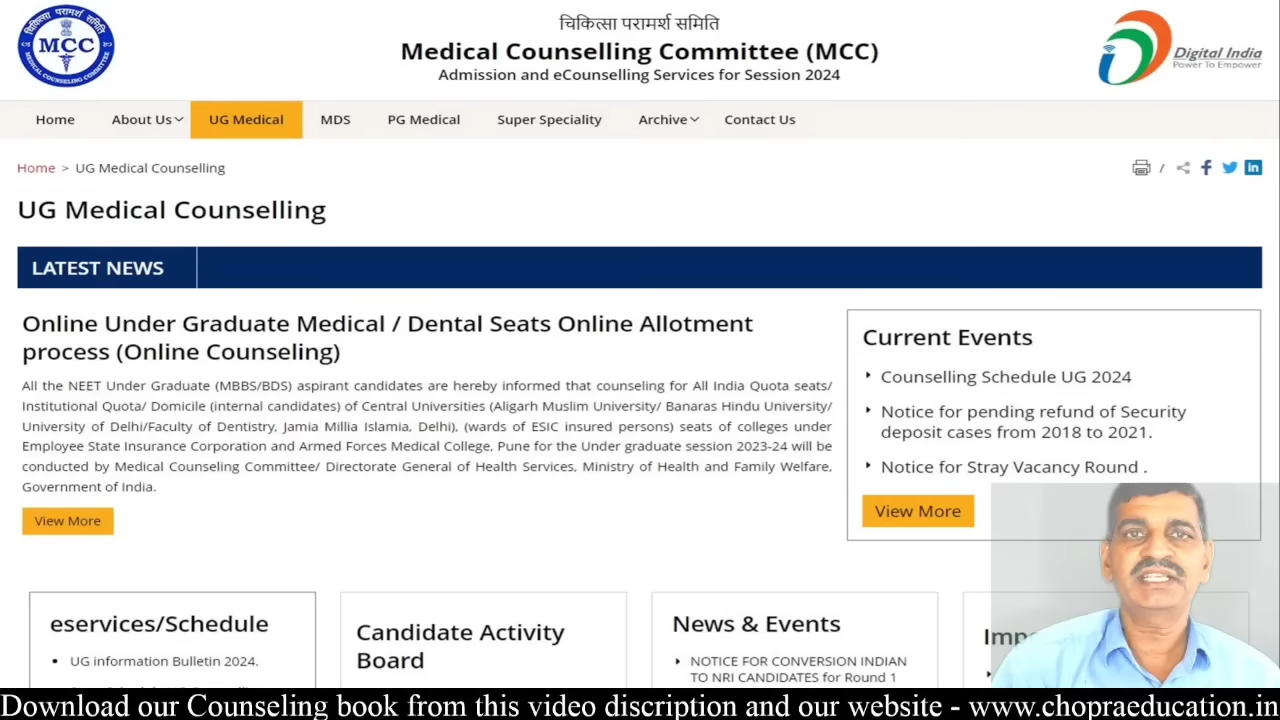 चिकित्सा परामर्श समिति
MCC
MEDICAL COUNSELLING COMMITTEE
चिकित्सा परामर्श समिति
Medical Counselling Committee (MCC)
Admission and eCounselling Services for Session 2024
Digital India
Power To Empower
Home About Us UG Medical MDS PG Medical Super Speciality Archive Contact Us
Home > UG Medical Counselling
/
UG Medical Counselling
LATEST NEWS
Online Under Graduate Medical / Dental Seats Online Allotment
process (Online Counseling)
All the NEET Under Graduate (MBBS/BDS) aspirant candidates are hereby informed that counseling for All India Quota seats/
Institutional Quota/ Domicile (internal candidates) of Central Universities (Aligarh Muslim University/ Banaras Hindu University/
University of Delhi/Faculty of Dentistry, Jamia Millia Islamia, Delhi), (wards of ESIC insured persons) seats of colleges under
Employee State Insurance Corporation and Armed Forces Medical College, Pune for the Under graduate session 2023-24 will be
conducted by Medical Counseling Committee/ Directorate General of Health Services, Ministry of Health and Family Welfare,
Government of India.
View More
Current Events
Counselling Schedule UG 2024
Notice for pending refund of Security
deposit cases from 2018 to 2021.
Notice for Stray Vacancy Round .
View More
eservices/Schedule
UG information Bulletin 2024.
Candidate Activity
Board
News & Events
NOTICE FOR CONVERSION INDIAN
TO NRI CANDIDATES for Round 1
Download our Counseling book from this video discription and our website - www.chopraeducation.in